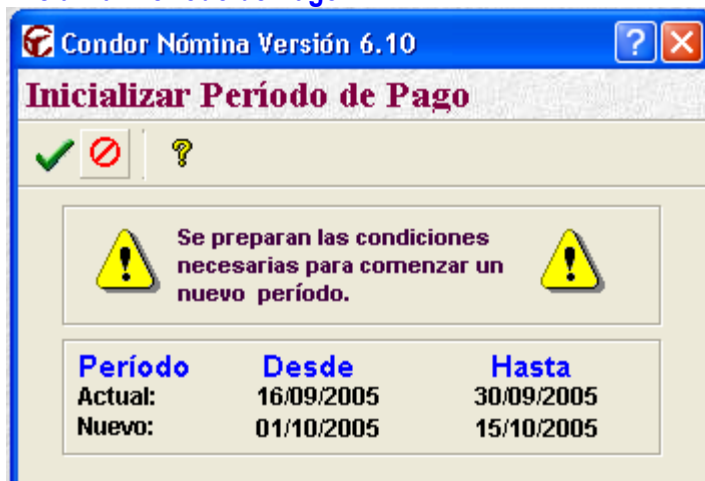 Condor Nómina Versión 6.10
Inicializar Período de Pago
Se preparan las condiciones
necesarias para comenzar un
nuevo período.
Período Desde Hasta
Actual: 16/09/2005 30/09/2005
Nuevo: 01/10/2005 15/10/2005